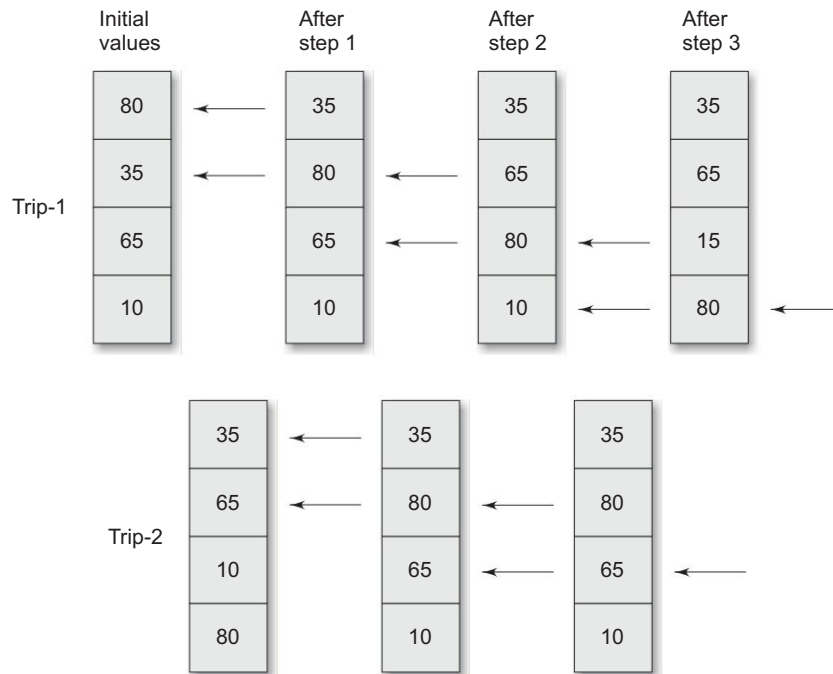 Initial values
After step 1
After step 2
After step 3
80 35 35 35
35 80 65 65
Trip-1
65 65 80 15
10 10 10 80
35 35 35
65 80 80
Trip-2
10 65 65
80 10 10